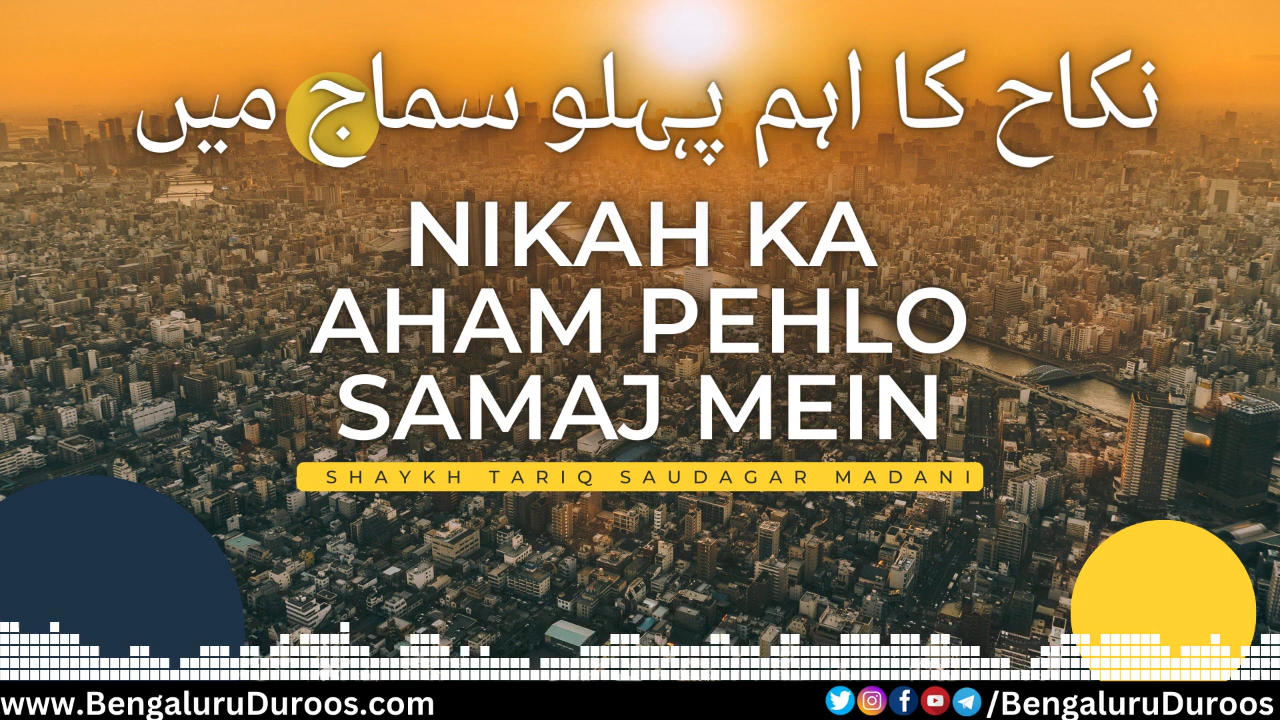 نکاح کا اہم پہلو سماج میں
NIKAH KA
AHAM PEHLO
SAMAJ MEIN
SHAYKH TARIQ SAUDAGAR MADANI
www.BengaluruDuroos.com
/BengaluruDuroos